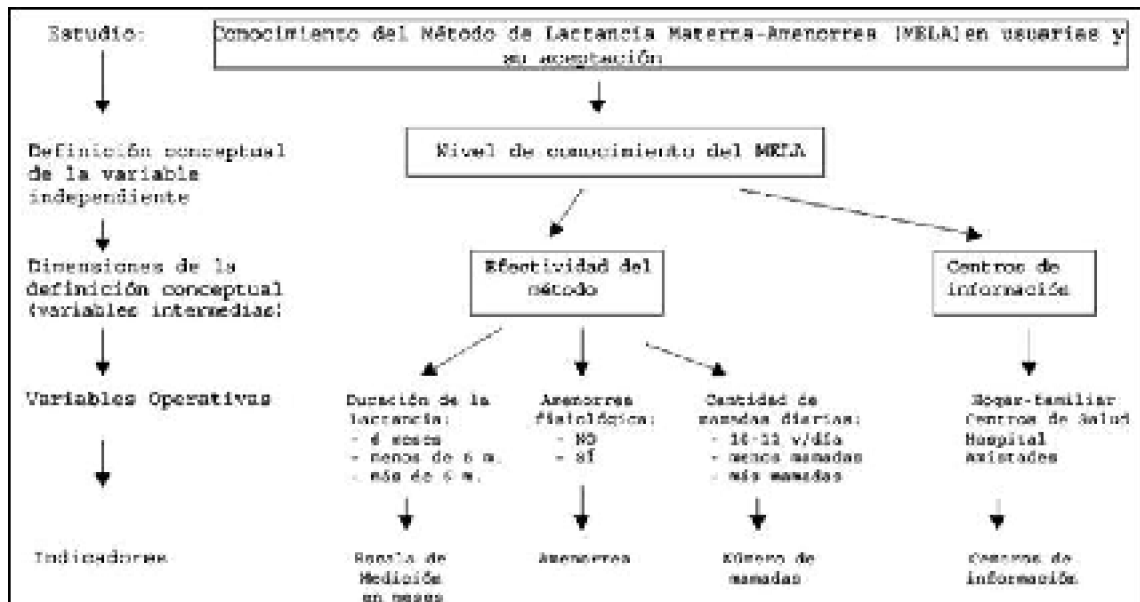 Estudio:
Conocimiento del Método de Lactancia Materna-Amenorrea (MELA) en usuarias y
su aceptación
Definición conceptual
de la variable
independiente
Nivel de conocimiento del MELA
Dimensiones de la
definición conceptual
(variables intermedias)
Efectividad del
método
Centros de
información
Variables Operativas
Duración de la
Lactancia:
- 6 meses
- menos de 6 m.
- más de 6 m.
Amenorrea
fisiológica:
- NO
- SÍ
Cantidad de
mamadas diarias:
- v/día
- menos mamadas
- más mamadas
Hogar-familiar
Centros de Salud
Hospital
Amistades
Indicadores
Escala de
Medición
en meses
Amenorrea
Número de
mamadas
Centros de
información